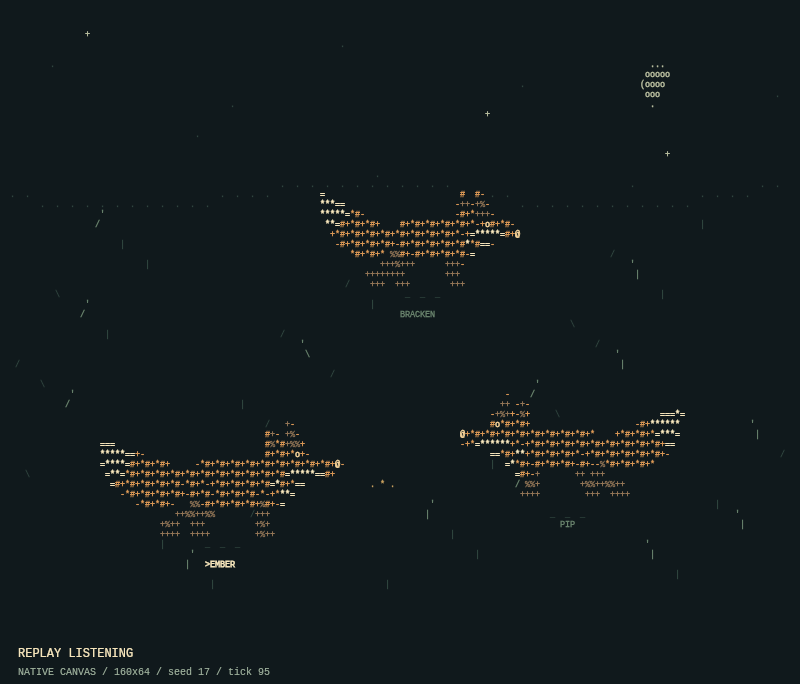 BRACKEN
PIP
>EMBER
REPLAY LISTENING
NATIVE CANVAS / 160x64 / seed 17 / tick 95